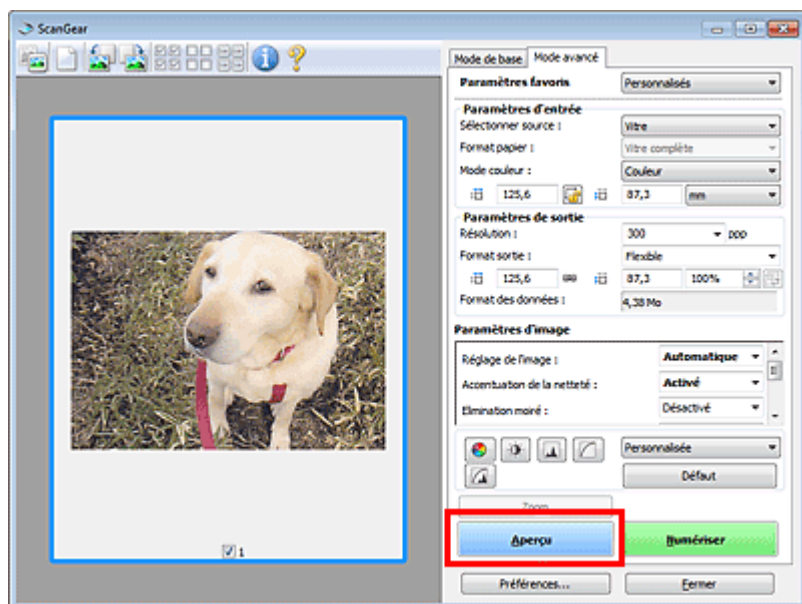 ScanGear
Mode de base Mode avancé
Paramètres favoris Personnalisés
Paramètres d'entrée
Sélectionner source : Vitre
Format papier : Vitre complète
Mode couleur : Couleur
125,6 87,3 mm
Paramètres de sortie
Résolution : 300 ppp
Format sortie : Flexible
125,6 87,3 100%
Format des données : 4,38 Mo
Paramètres d'image
Réglage de l'image : Automatique
Accentuation de la netteté : Activé
Elimination moiré : Désactivé
Personnalisée
Défaut
Zoom
Aperçu Numériser
1
Préférences... Fermer